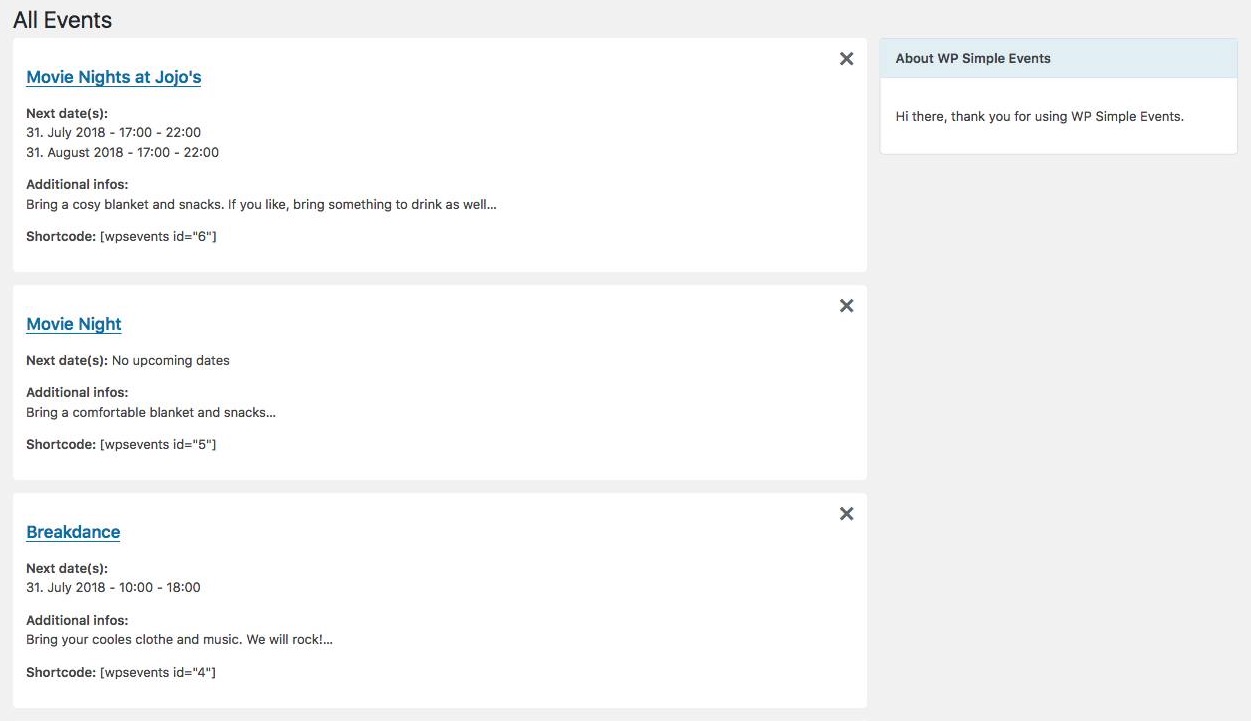 All Events
Movie Nights at Jojo's
Next date(s):
31. July 2018 - 17:00 - 22:00
31. August 2018 - 17:00 - 22:00
Additional infos:
Bring a cosy blanket and snacks. If you like, bring something to drink as well...
Shortcode: [wpsevents id="6"]
Movie Night
Next date(s): No upcoming dates
Additional infos:
Bring a comfortable blanket and snacks...
Shortcode: [wpsevents id="5"]
Breakdance
Next date(s):
31. July 2018 - 10:00 - 18:00
Additional infos:
Bring your cooles clothe and music. We will rock!...
Shortcode: [wpsevents id="4"]
About WP Simple Events
Hi there, thank you for using WP Simple Events.